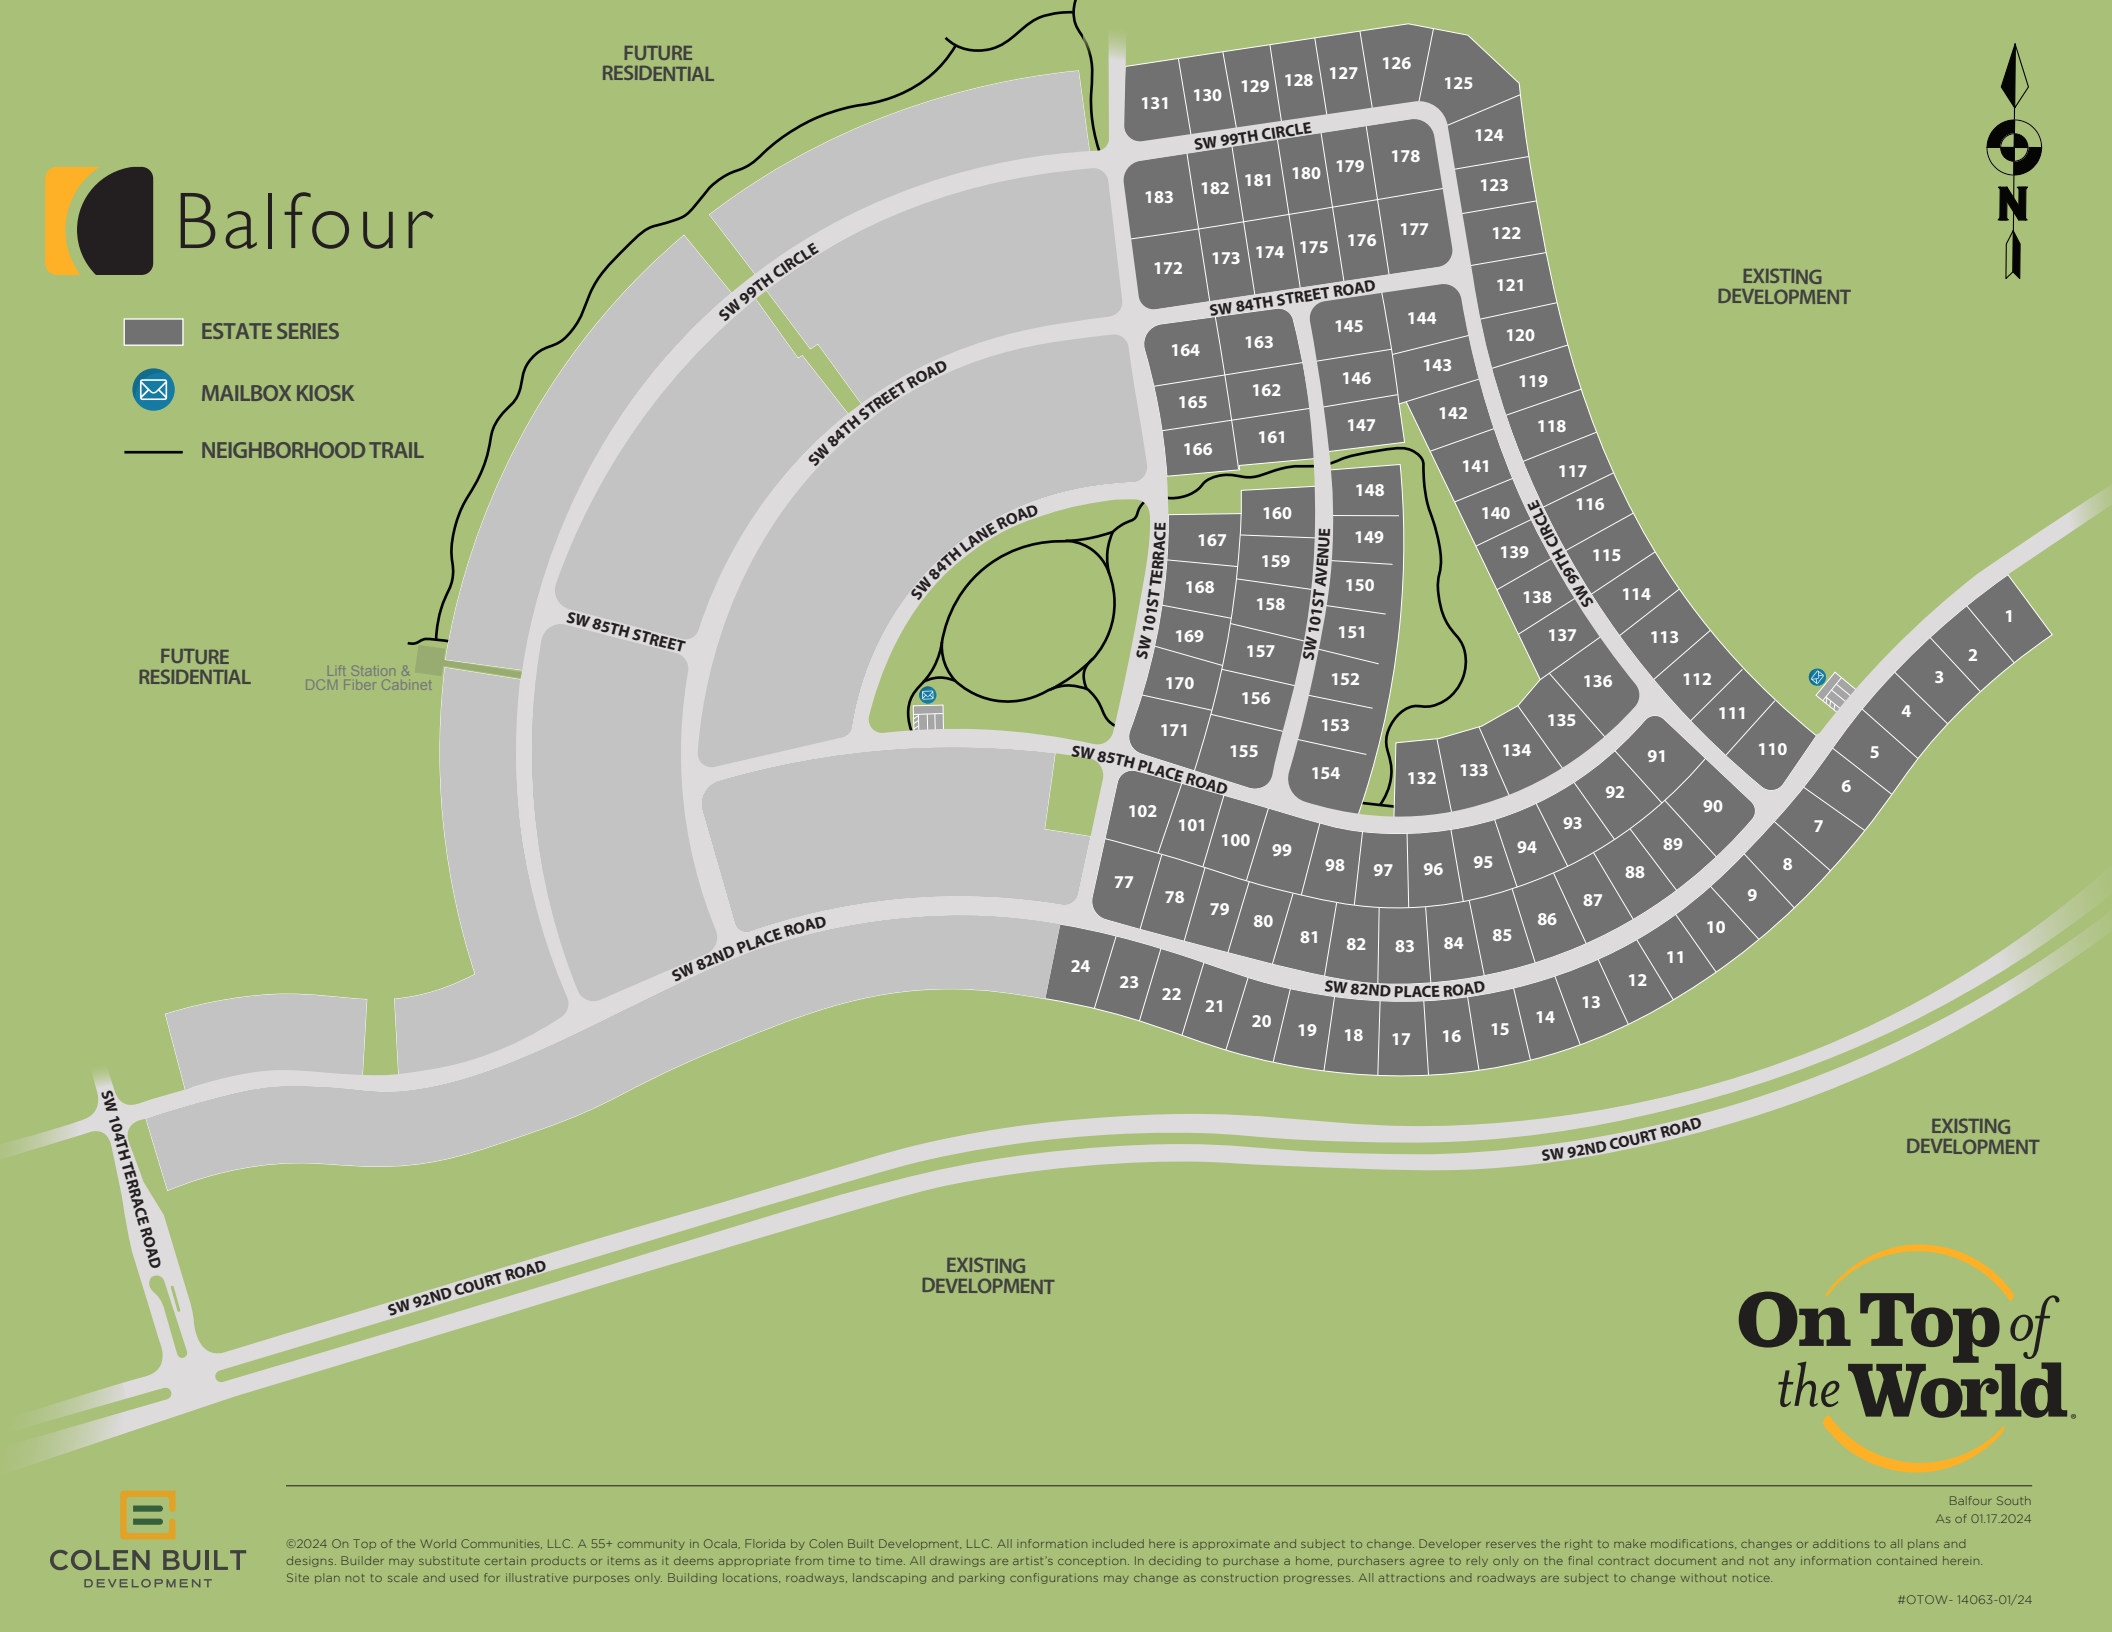 FUTURE
RESIDENTIAL
Balfour
ESTATE SERIES
MAILBOX KIOSK
NEIGHBORHOOD TRAIL
N
EXISTING
DEVELOPMENT
131
130
129
128
127
126
125
SW 99TH CIRCLE
124
183
182
181
180
179
178
123
172
173
174
175
176
177
122
SW 84TH STREET ROAD
121
164
163
145
144
120
165
162
146
143
119
166
161
147
142
118
141
117
148
140
116
160
167
149
139
115
159
168
150
138
114
158
169
151
137
113
157
170
152
136
112
156
171
153
135
111
155
154
134
110
132
133
91
SW 99TH CIRCLE
SW 101ST TERRACE
SW 101ST AVENUE
SW 99TH CIRCLE
SW 84TH STREET ROAD
SW 84TH LANE ROAD
SW 85TH STREET
SW 85TH PLACE ROAD
FUTURE
RESIDENTIAL
Lift Station &
DCM Fiber Cabinet
102
101
100
99
98
97
96
95
94
93
92
90
77
78
79
80
81
82
83
84
85
86
87
88
89
SW 82ND PLACE ROAD
SW 82ND PLACE ROAD
1
2
3
4
5
6
7
8
9
10
11
12
13
14
15
16
17
18
19
20
21
22
23
24
SW 104TH TERRACE ROAD
SW 92ND COURT ROAD
SW 92ND COURT ROAD
EXISTING
DEVELOPMENT
EXISTING
DEVELOPMENT
On Top of
the World®
COLEN BUILT
DEVELOPMENT
Balfour South
As of 01.17.2024
©2024 On Top of the World Communities, LLC. A 55+ community in Ocala, Florida by Colen Built Development, LLC. All information included here is approximate and subject to change. Developer reserves the right to make modifications, changes or additions to all plans and
designs. Builder may substitute certain products or items as it deems appropriate from time to time. All drawings are artist's conception. In deciding to purchase a home, purchasers agree to rely only on the final contract document and not any information contained herein.
Site plan not to scale and used for illustrative purposes only. Building locations, roadways, landscaping and parking configurations may change as construction progresses. All attractions and roadways are subject to change without notice.
#OTOW- 14063-01/24